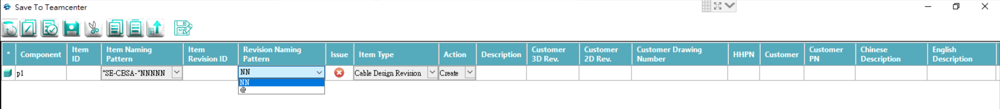 Save To Teamcenter
* Component Item ID Item Naming Pattern Item Revision ID Revision Naming Pattern Issue Item Type Action Description Customer 3D Rev. Customer 2D Rev. Customer Drawing Number HHPN Customer Customer PN Chinese Description English Description
p1 "SE-CBSA-"NNNNN NN Cable Design Revision Create
NN
@